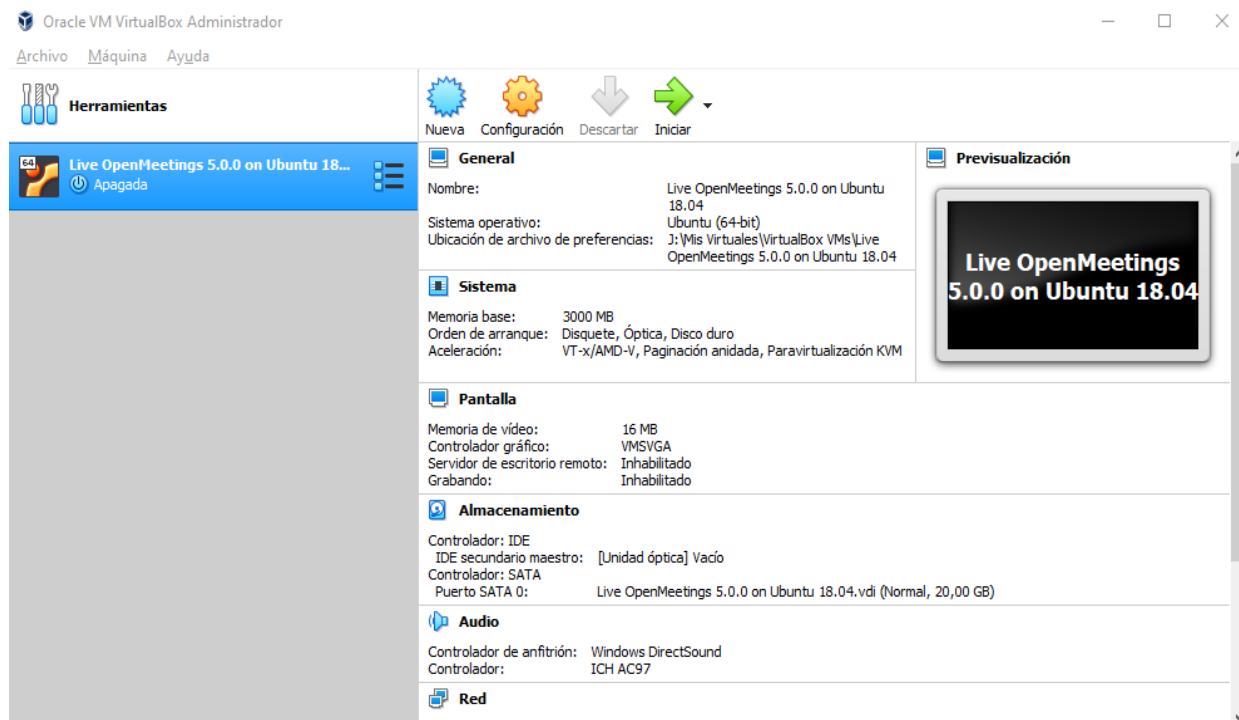 Oracle VM VirtualBox Administrador
Archivo Máquina Ayuda
Herramientas
Nueva Configuración Descartar Iniciar
64
Live OpenMeetings 5.0.0 on Ubuntu 18...
Apagada
General
Nombre: Live OpenMeetings 5.0.0 on Ubuntu
18.04
Sistema operativo: Ubuntu (64-bit)
Ubicación de archivo de preferencias: J:\Mis Virtuales\VirtualBox VMs\Live
OpenMeetings 5.0.0 on Ubuntu 18.04
Previsualización
Live OpenMeetings
5.0.0 on Ubuntu 18.04
Sistema
Memoria base: 3000 MB
Orden de arranque: Disquete, Óptica, Disco duro
Aceleración: VT-x/AMD-V, Paginación anidada, Paravirtualización KVM
Pantalla
Memoria de vídeo: 16 MB
Controlador gráfico: VMSVGA
Servidor de escritorio remoto: Inhabilitado
Grabando: Inhabilitado
Almacenamiento
Controlador: IDE
IDE secundario maestro: [Unidad óptica] Vacío
Controlador: SATA
Puerto SATA 0: Live OpenMeetings 5.0.0 on Ubuntu 18.04.vdi (Normal, 20,00 GB)
Audio
Controlador de anfitrión: Windows DirectSound
Controlador: ICH AC97
Red